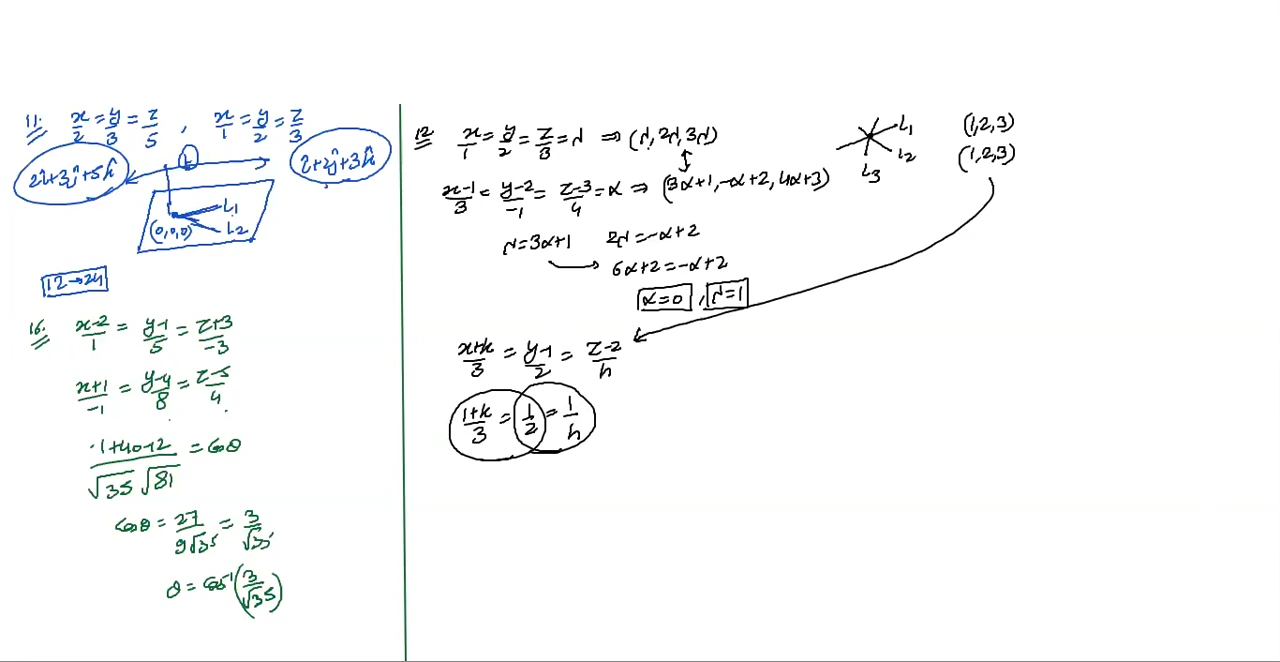 11. x/2 = y/3 = z/5 , x/1 = y/2 = z/3
2î+3ĵ+5k̂ L î+2ĵ+3k̂
L₁
(0,0,0) L₂
12→24
16. x-2/1 = y-1/5 = z+3/-3
x+1/-1 = y-4/8 = z-5/4
-1+40-12/√35 √81 = cosθ
cosθ = 27/9√35 = 3/√35
θ = cos⁻¹(3/√35)
12 x/1 = y/2 = z/3 = λ ⇒ (λ, 2λ, 3λ)
x-1/3 = y-2/-1 = z-3/4 = α ⇒ (3α+1, -α+2, 4α+3)
λ=3α+1 2λ=-α+2
6α+2=-α+2
α=0 , λ=1
x+k/3 = y-1/2 = z-2/h
1+k/3 = 1/2 = 1/h
L₁
L₂
L₃
(1,2,3)
(1,2,3)